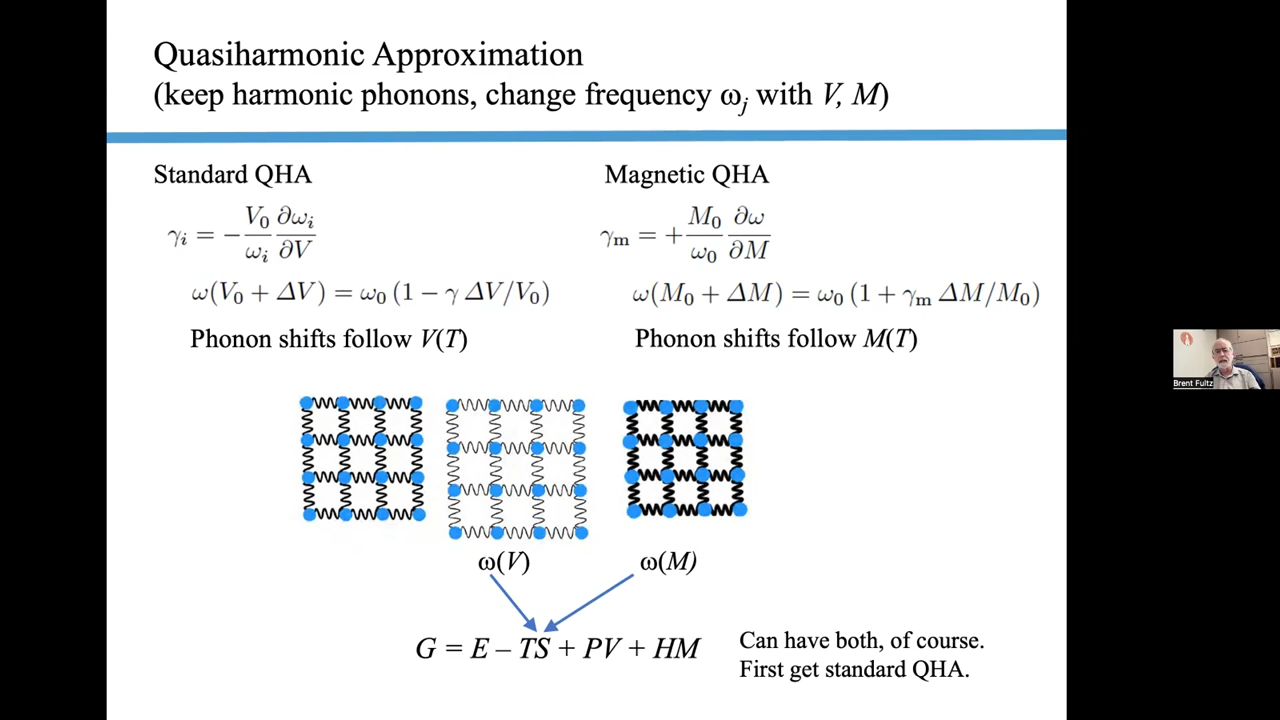 Quasiharmonic Approximation
(keep harmonic phonons, change frequency ωj with V, M)
Standard QHA
γi = − V0/ωi ∂ωi/∂V
ω(V0 + ΔV) = ω0 (1 − γ ΔV/V0)
Phonon shifts follow V(T)
Magnetic QHA
γm = + M0/ω0 ∂ω/∂M
ω(M0 + ΔM) = ω0 (1 + γm ΔM/M0)
Phonon shifts follow M(T)
ω(V)
ω(M)
G = E – TS + PV + HM
Can have both, of course.
First get standard QHA.
Brent Fultz